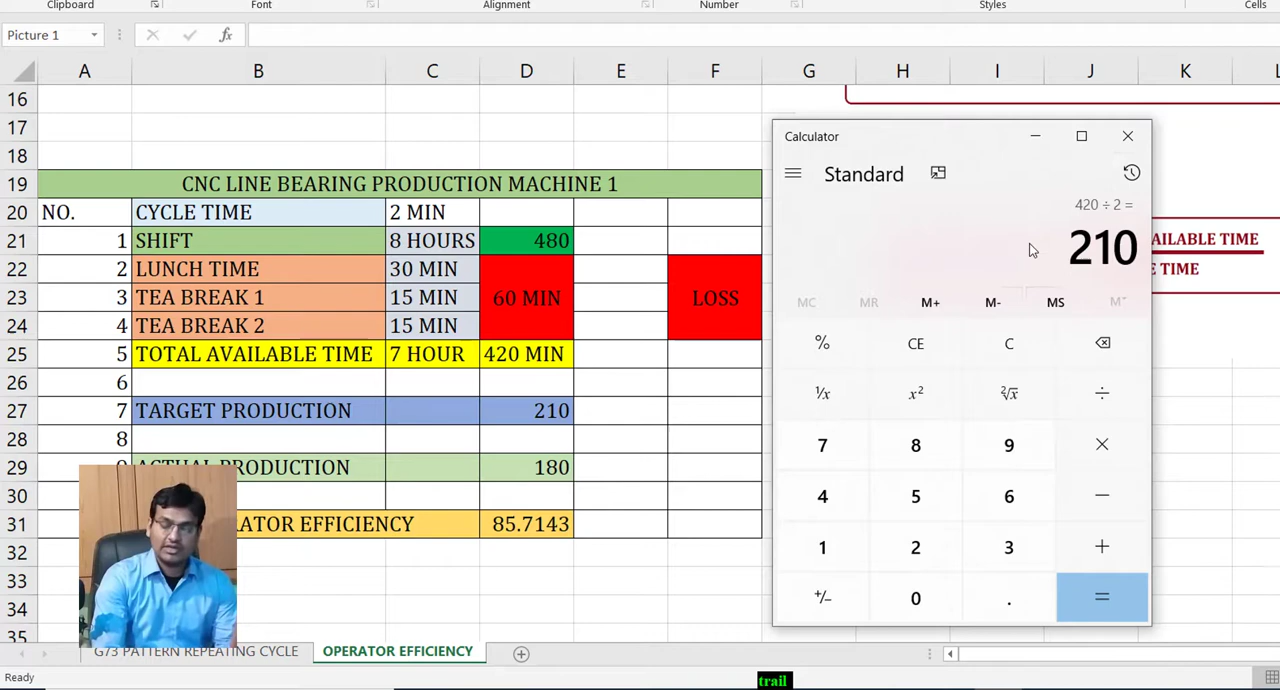 Clipboard Font Alignment Number Styles Cells
Picture 1 fx
A B C D E F G H I J K L
16
17
18
19 CNC LINE BEARING PRODUCTION MACHINE 1
20 NO. CYCLE TIME 2 MIN
21 1 SHIFT 8 HOURS 480
22 2 LUNCH TIME 30 MIN
23 3 TEA BREAK 1 15 MIN 60 MIN LOSS
24 4 TEA BREAK 2 15 MIN
25 5 TOTAL AVAILABLE TIME 7 HOUR 420 MIN
26 6
27 7 TARGET PRODUCTION 210
28 8
29 ACTUAL PRODUCTION 180
30
31 RATOR EFFICIENCY 85.7143
32
33
34
35
AILABLE TIME
E TIME
Calculator
Standard
420 ÷ 2 =
210
MC MR M+ M- MS M˅
% CE C
¹/x x² ²√x ÷
7 8 9 ×
4 5 6 −
1 2 3 +
+/− 0 . =
G73 PATTERN REPEATING CYCLE OPERATOR EFFICIENCY
Ready
trail